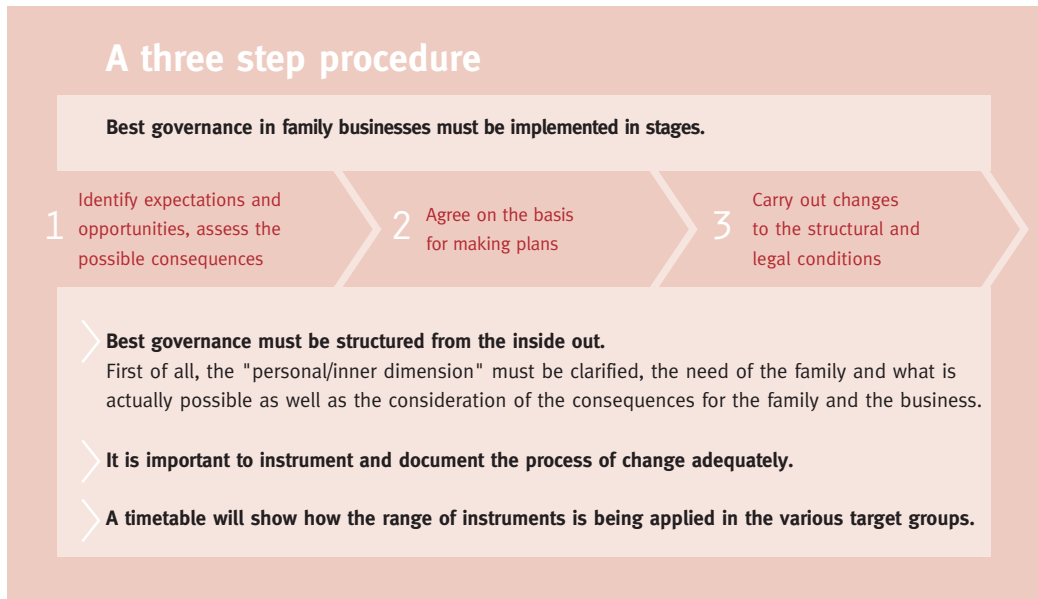 A three step procedure
Best governance in family businesses must be implemented in stages.
1
Identify expectations and
opportunities, assess the
possible consequences
2
Agree on the basis
for making plans
3
Carry out changes
to the structural and
legal conditions
Best governance must be structured from the inside out.
First of all, the "personal/inner dimension" must be clarified, the need of the family and what is
actually possible as well as the consideration of the consequences for the family and the business.
It is important to instrument and document the process of change adequately.
A timetable will show how the range of instruments is being applied in the various target groups.